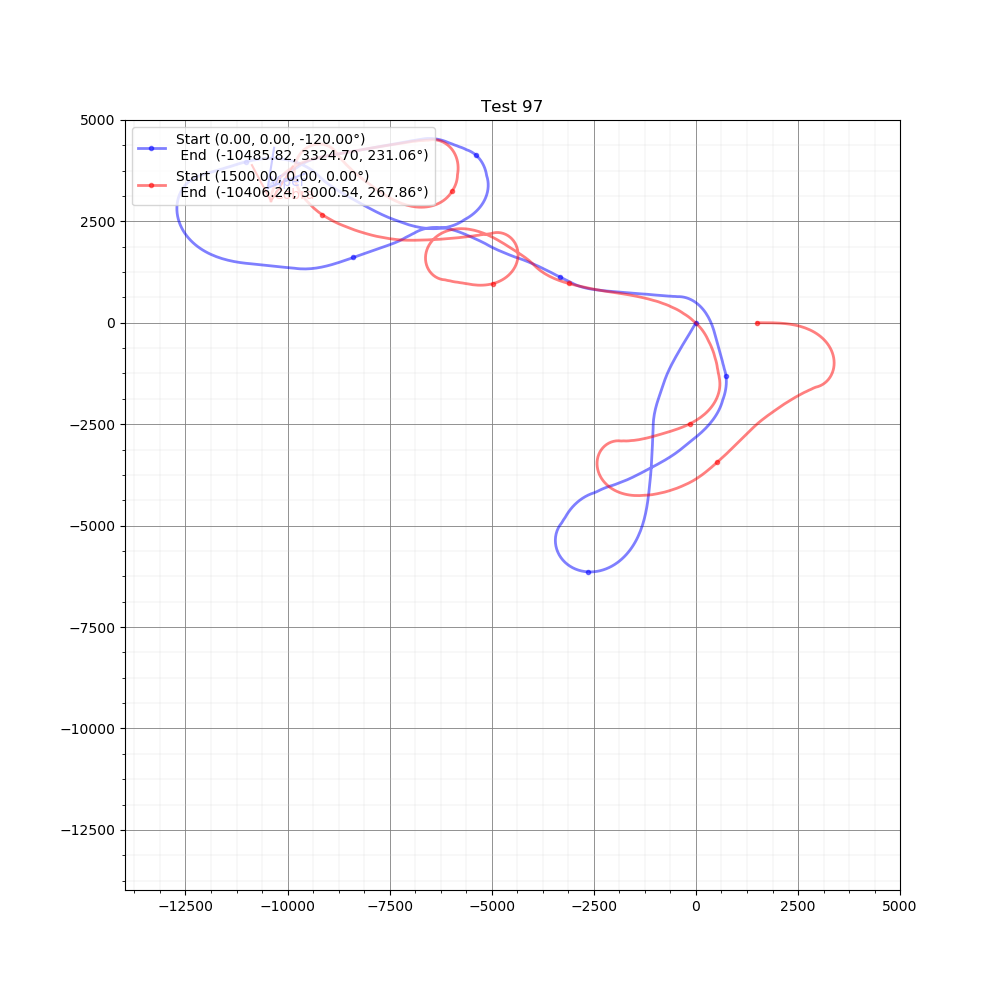 Test 97
Start (0.00, 0.00, -120.00°)
End (-10485.82, 3324.70, 231.06°)
Start (1500.00, 0.00, 0.00°)
End (-10406.24, 3000.54, 267.86°)
5000
2500
0
−2500
−5000
−7500
−10000
−12500
−12500 −10000 −7500 −5000 −2500 0 2500 5000